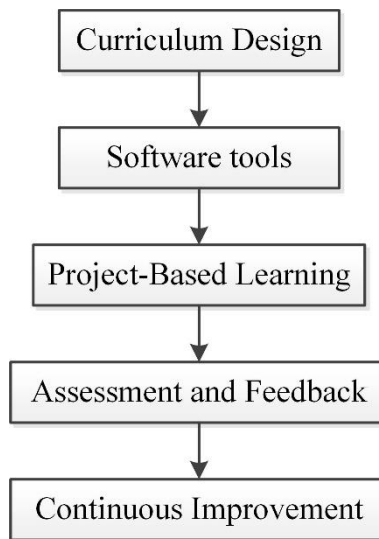 Curriculum Design
Software tools
Project-Based Learning
Assessment and Feedback
Continuous Improvement